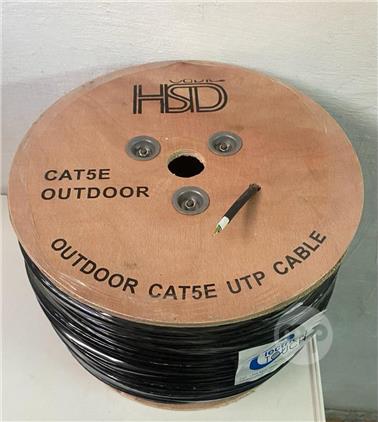 HSD
CAT5E
OUTDOOR
OUTDOOR CAT5E UTP CABLE